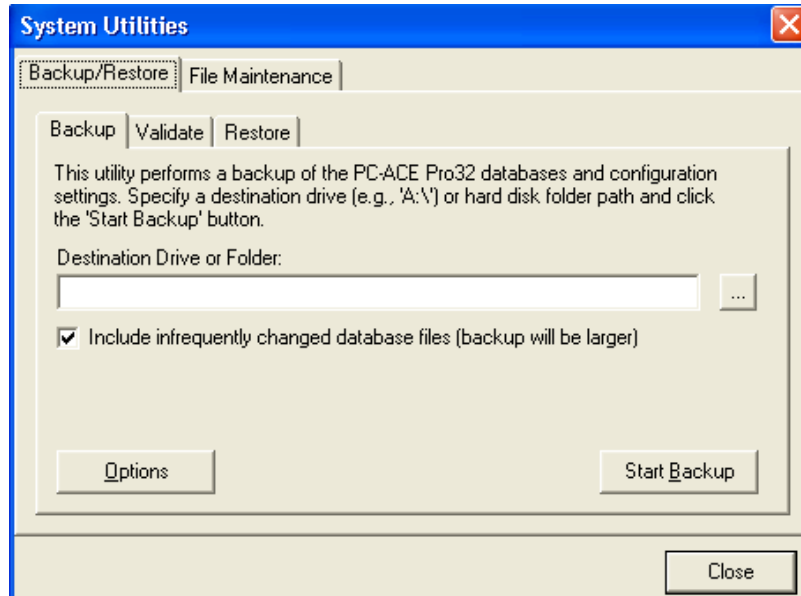 System Utilities
Backup/Restore
File Maintenance
Backup
Validate
Restore
This utility performs a backup of the PC-ACE Pro32 databases and configuration
settings. Specify a destination drive (e.g., 'A:\') or hard disk folder path and click
the 'Start Backup' button.
Destination Drive or Folder:
...
Include infrequently changed database files (backup will be larger)
Options
Start Backup
Close